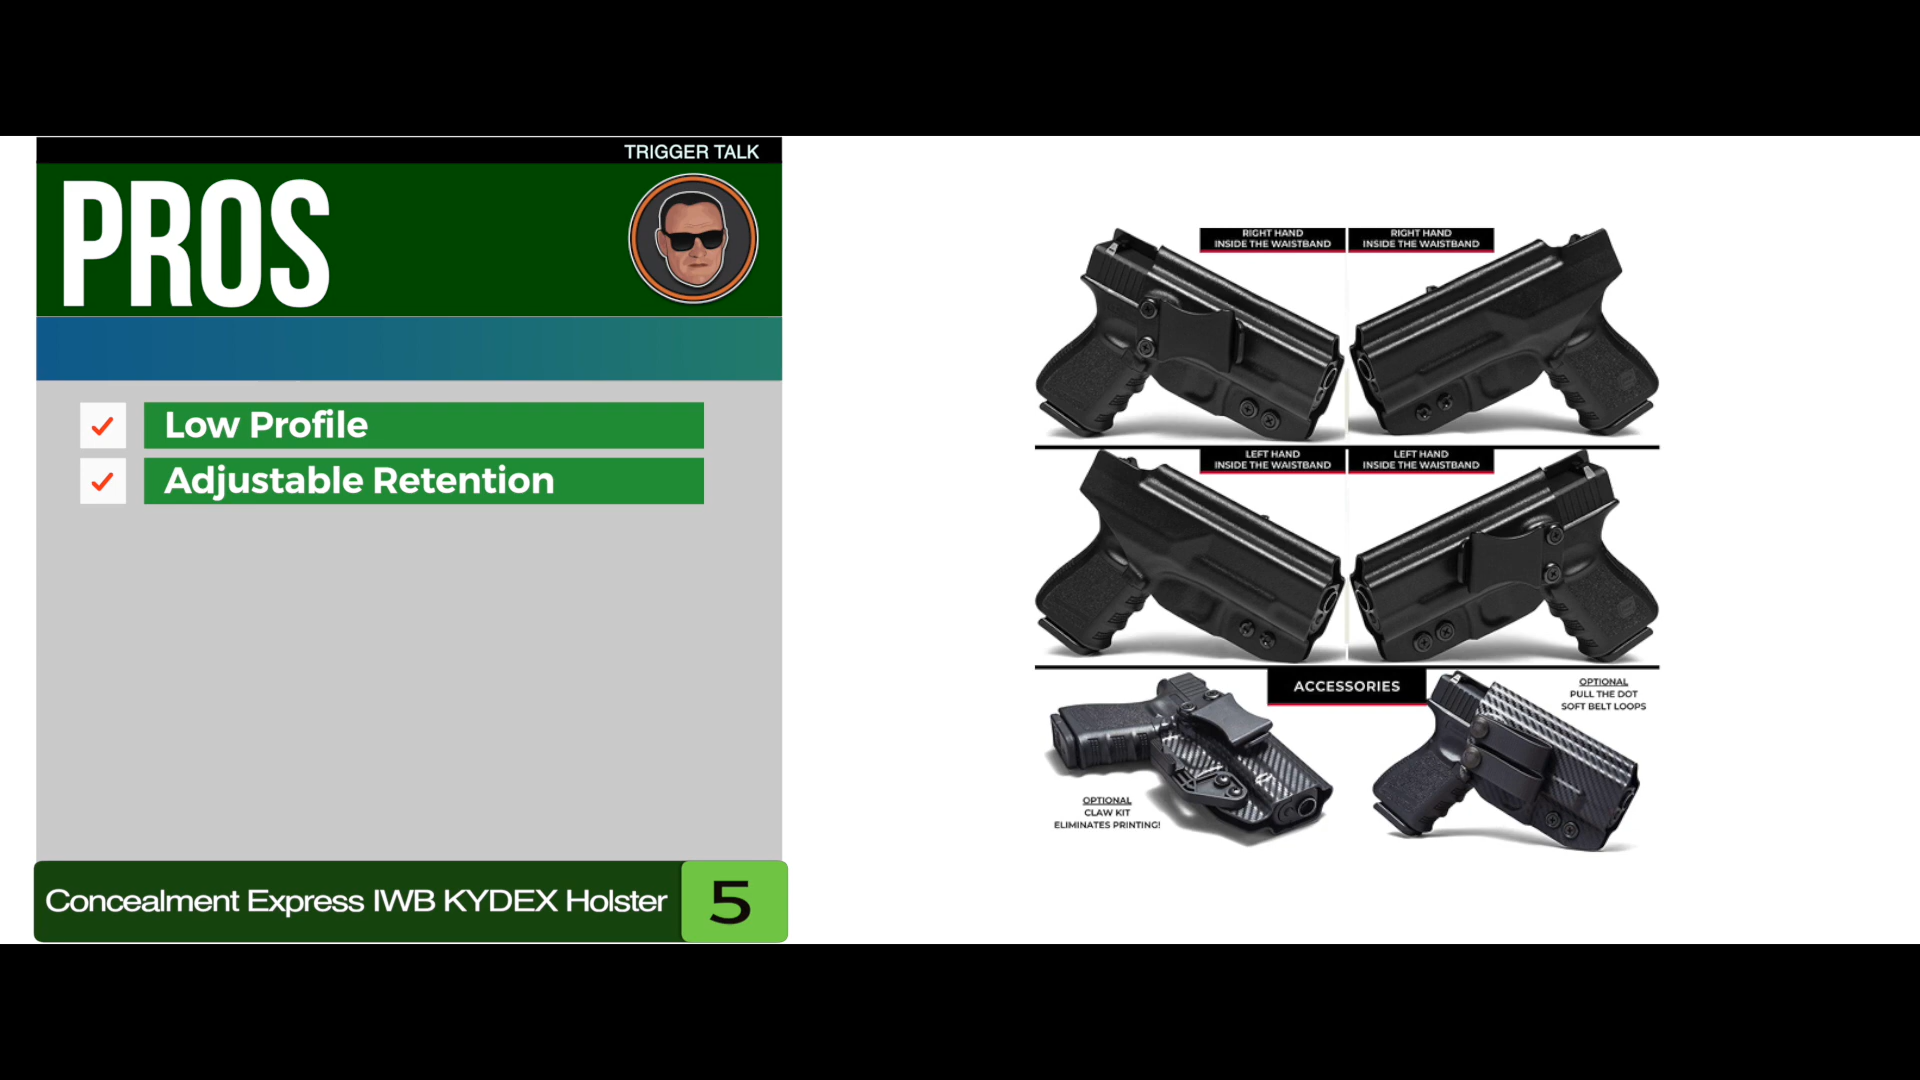 TRIGGER TALK
PROS
Low Profile
Adjustable Retention
Concealment Express IWB KYDEX Holster
5
RIGHT HAND
INSIDE THE WAISTBAND
RIGHT HAND
INSIDE THE WAISTBAND
LEFT HAND
INSIDE THE WAISTBAND
LEFT HAND
INSIDE THE WAISTBAND
ACCESSORIES
OPTIONAL
PULL THE DOT
SOFT BELT LOOPS
OPTIONAL
CLAW KIT
ELIMINATES PRINTING!